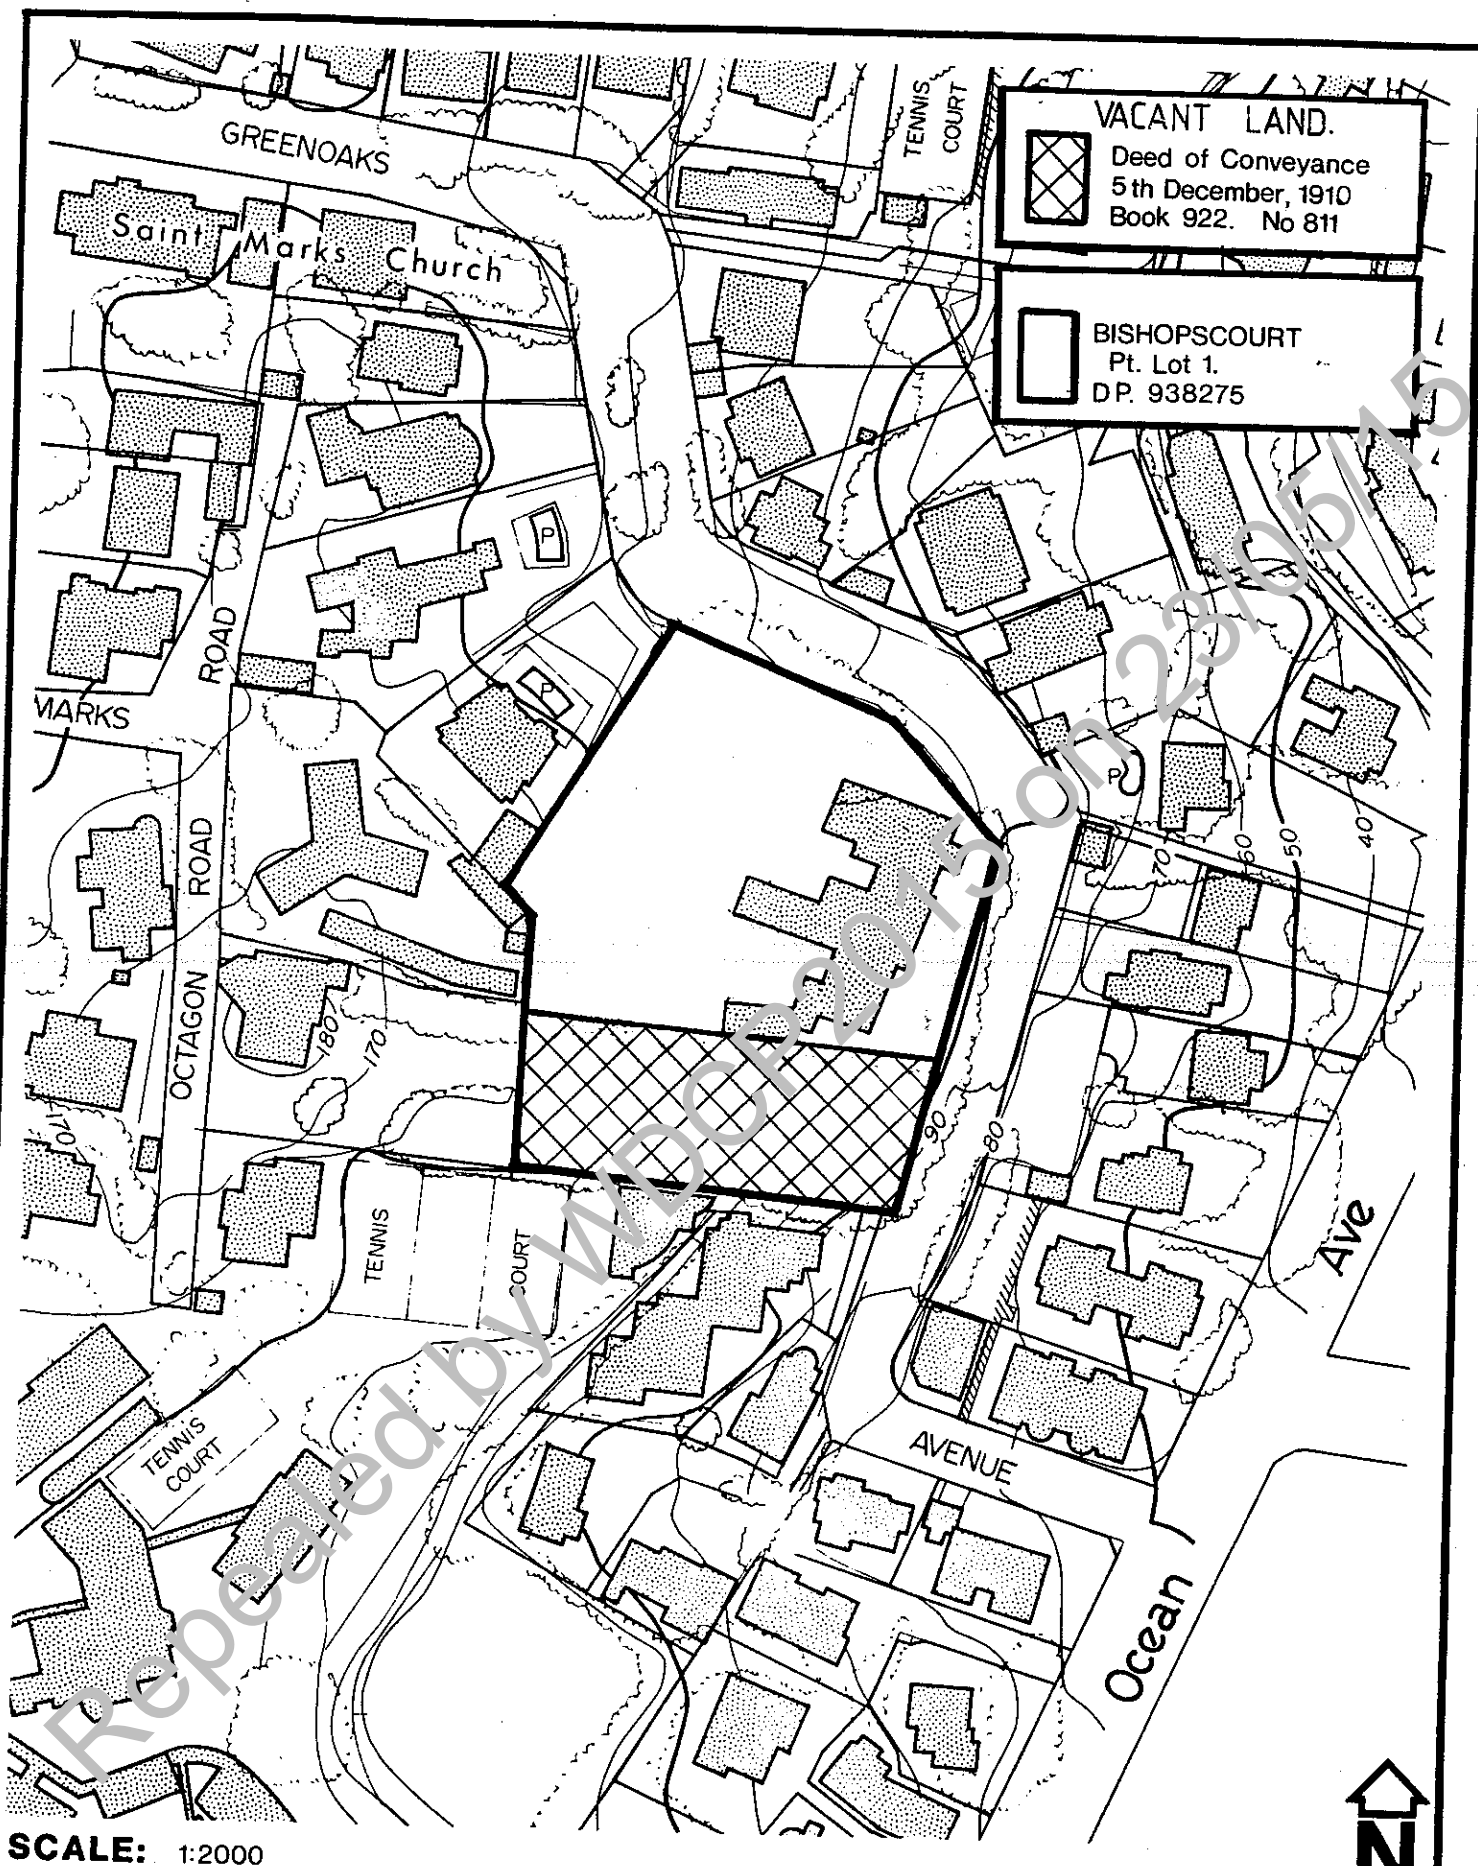 VACANT LAND.
Deed of Conveyance
5th December, 1910
Book 922. No 811
BISHOPSCOURT
Pt. Lot 1.
D P. 938275
GREENOAKS
TENNIS
COURT
Saint Marks Church
P
ROAD
P
MARKS
P
ROAD
OCTAGON
180
170
170
70
60
50
40
90
80
TENNIS
COURT
Ave
TENNIS
COURT
AVENUE
Ocean
Repealed by WDCP2015 on 23/05/15
SCALE: 1:2000
N